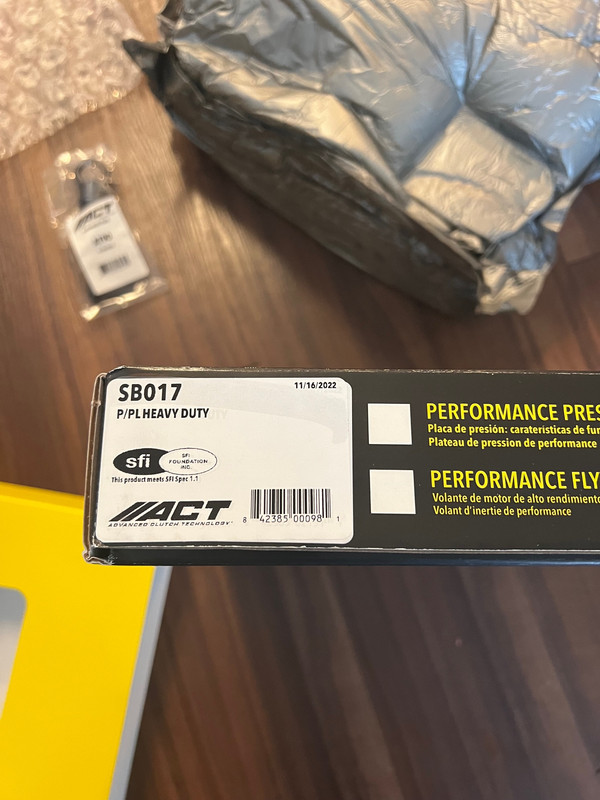 ACT
SB017
11/16/2022
P/PL HEAVY DUTY
sfi
SFI
FOUNDATION
INC.
This product meets SFI Spec 1.1
ACT
ADVANCED CLUTCH TECHNOLOGY
8 42385 00098 1
PERFORMANCE PRES
Placa de presión: carateristicas de fun
Plateau de pression de performance
PERFORMANCE FLY
Volante de motor de alto rendimiento
Volant d'inertie de performance